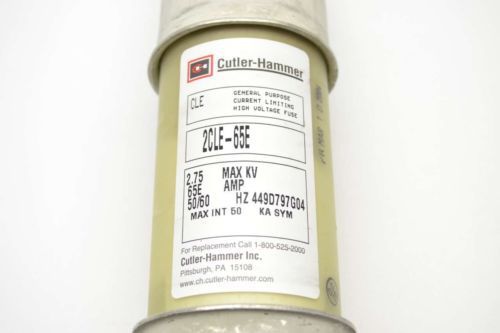 Cutler-Hammer
CLE
GENERAL PURPOSE
CURRENT LIMITING
HIGH VOLTAGE FUSE
2CLE-65E
2.75 MAX KV
65E AMP
50/60 HZ 449D797G04
MAX INT 50 KA SYM
For Replacement Call 1-800-525-2000
Cutler-Hammer Inc.
Pittsburgh, PA 15108
www.ch.cutler-hammer.com